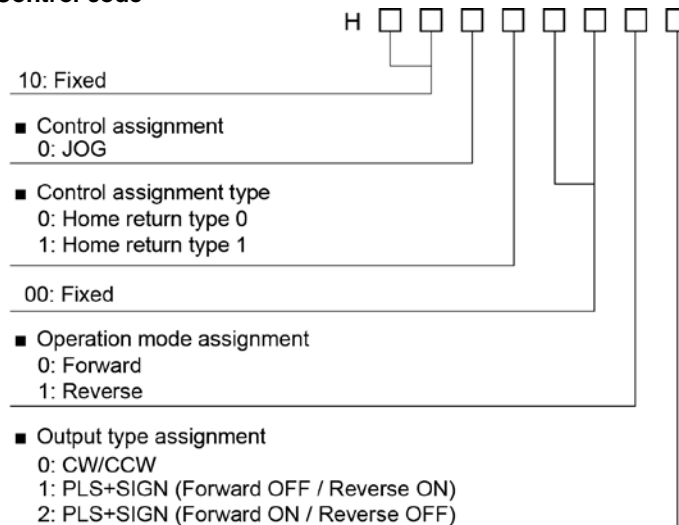 Control code
H □ □ □ □ □ □ □ □
10: Fixed
■ Control assignment
0: JOG
■ Control assignment type
0: Home return type 0
1: Home return type 1
00: Fixed
■ Operation mode assignment
0: Forward
1: Reverse
■ Output type assignment
0: CW/CCW
1: PLS+SIGN (Forward OFF / Reverse ON)
2: PLS+SIGN (Forward ON / Reverse OFF)